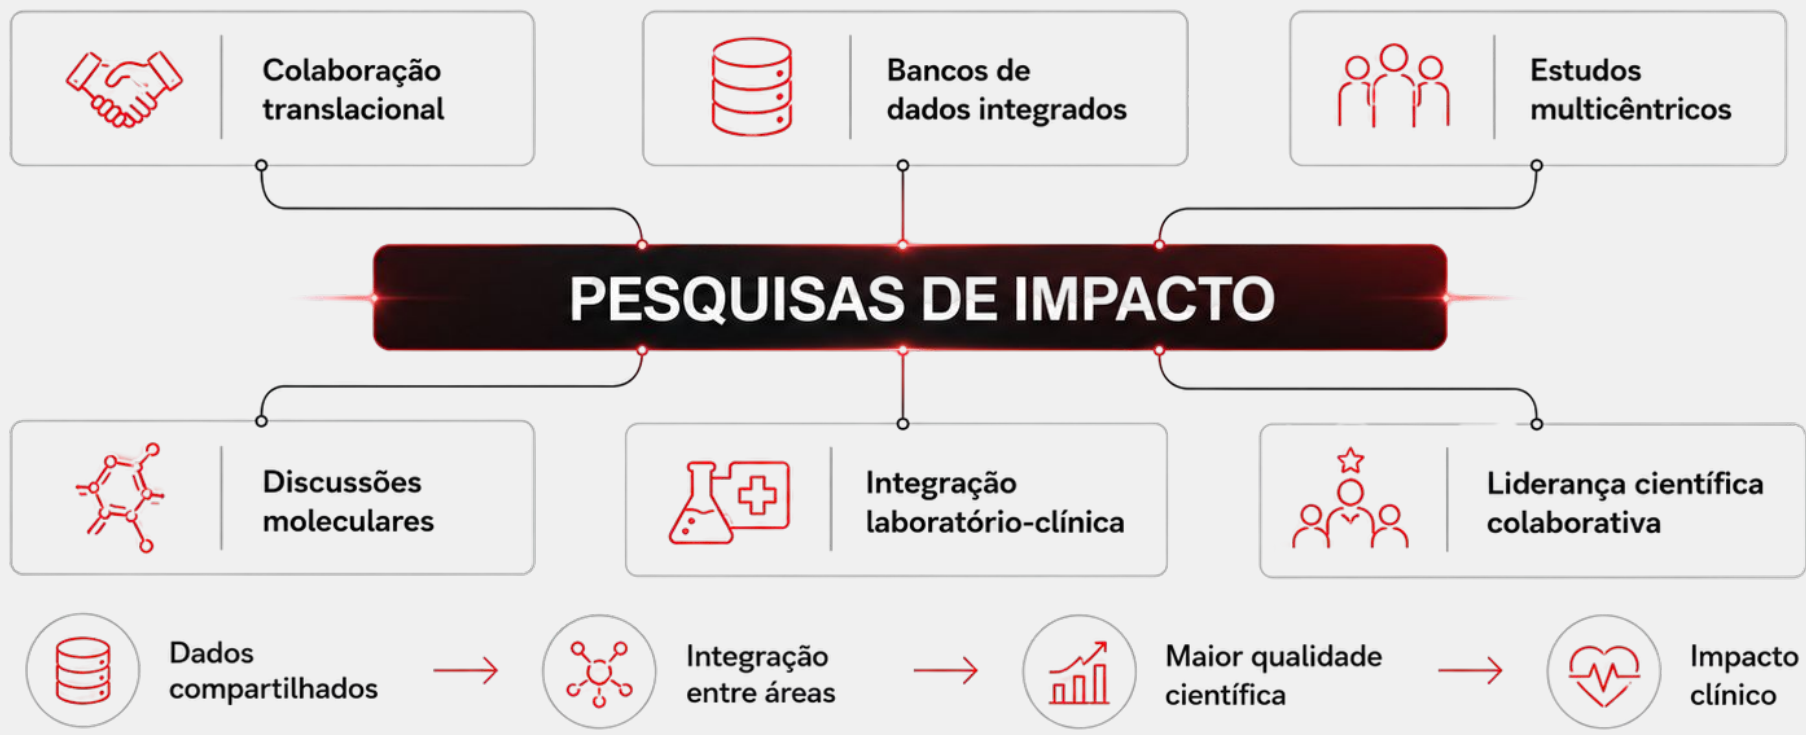 Colaboração
translacional
Bancos de
dados integrados
Estudos
multicêntricos
PESQUISAS DE IMPACTO
Discussões
moleculares
Integração
laboratório-clínica
Liderança científica
colaborativa
Dados
compartilhados
Integração
entre áreas
Maior qualidade
científica
Impacto
clínico